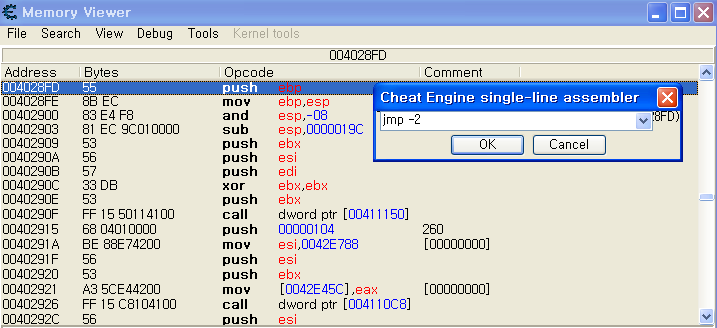 Memory Viewer
File Search View Debug Tools Kernel tools
004028FD
Address Bytes Opcode Comment
004028FD 55 push ebp
004028FE 8B EC mov ebp,esp
00402900 83 E4 F8 and esp,-08
00402903 81 EC 9C010000 sub esp,0000019C
00402909 53 push ebx
0040290A 56 push esi
0040290B 57 push edi
0040290C 33 DB xor ebx,ebx
0040290E 53 push ebx
0040290F FF 15 50114100 call dword ptr [00411150]
00402915 68 04010000 push 00000104 260
0040291A BE 88E74200 mov esi,0042E788 [00000000]
0040291F 56 push esi
00402920 53 push ebx
00402921 A3 5CE44200 mov [0042E45C],eax [00000000]
00402926 FF 15 C8104100 call dword ptr [004110C8]
0040292C 56 push esi
Cheat Engine single-line assembler
jmp -2
OK Cancel